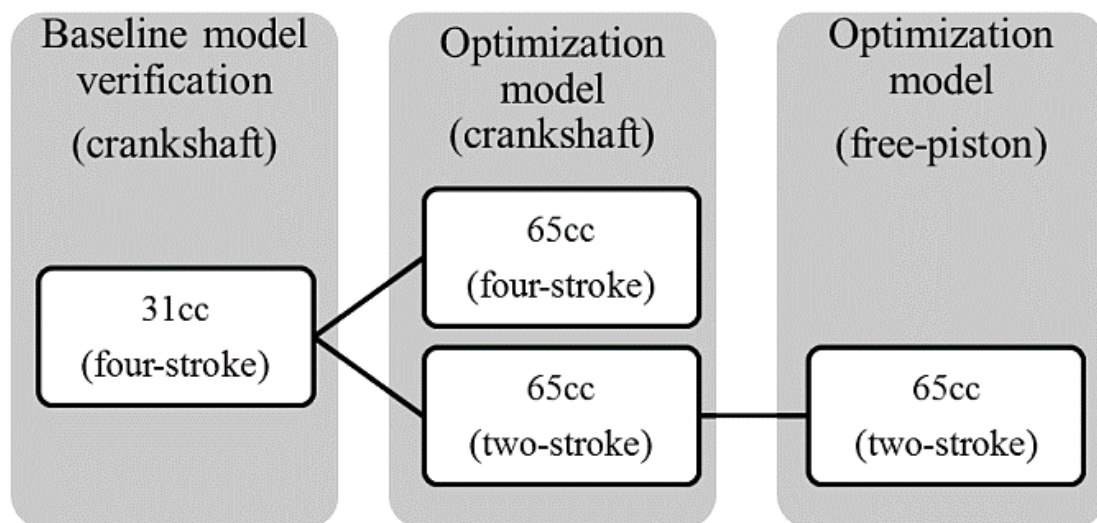 Baseline model
verification
(crankshaft)
31cc
(four-stroke)
Optimization
model
(crankshaft)
65cc
(four-stroke)
65cc
(two-stroke)
Optimization
model
(free-piston)
65cc
(two-stroke)